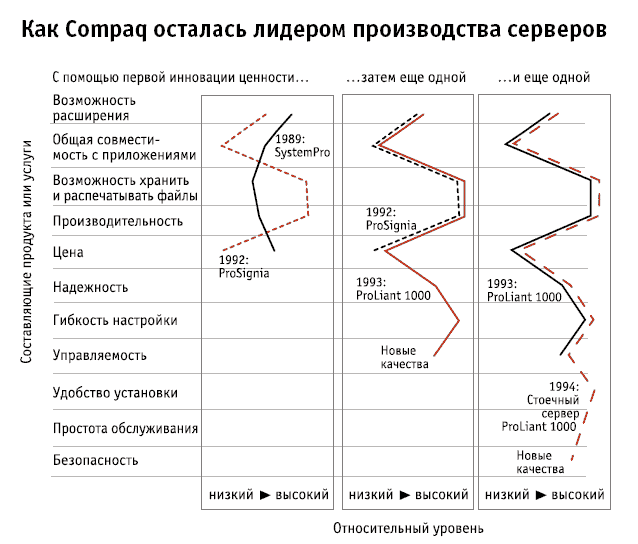 Как Compaq осталась лидером производства серверов
С помощью первой инновации ценности...
...затем еще одной
...и еще одной
Составляющие продукта или услуги
Возможность
расширения
Общая совмести-
мость с приложениями
Возможность хранить
и распечатывать файлы
Производительность
Цена
Надежность
Гибкость настройки
Управляемость
Удобство установки
Простота обслуживания
Безопасность
1989:
SystemPro
1992:
ProSignia
1992:
ProSignia
1993:
ProLiant 1000
Новые
качества
1993:
ProLiant 1000
1994:
Стоечный
сервер
ProLiant 1000
Новые
качества
низкий ▶ высокий
низкий ▶ высокий
низкий ▶ высокий
Относительный уровень